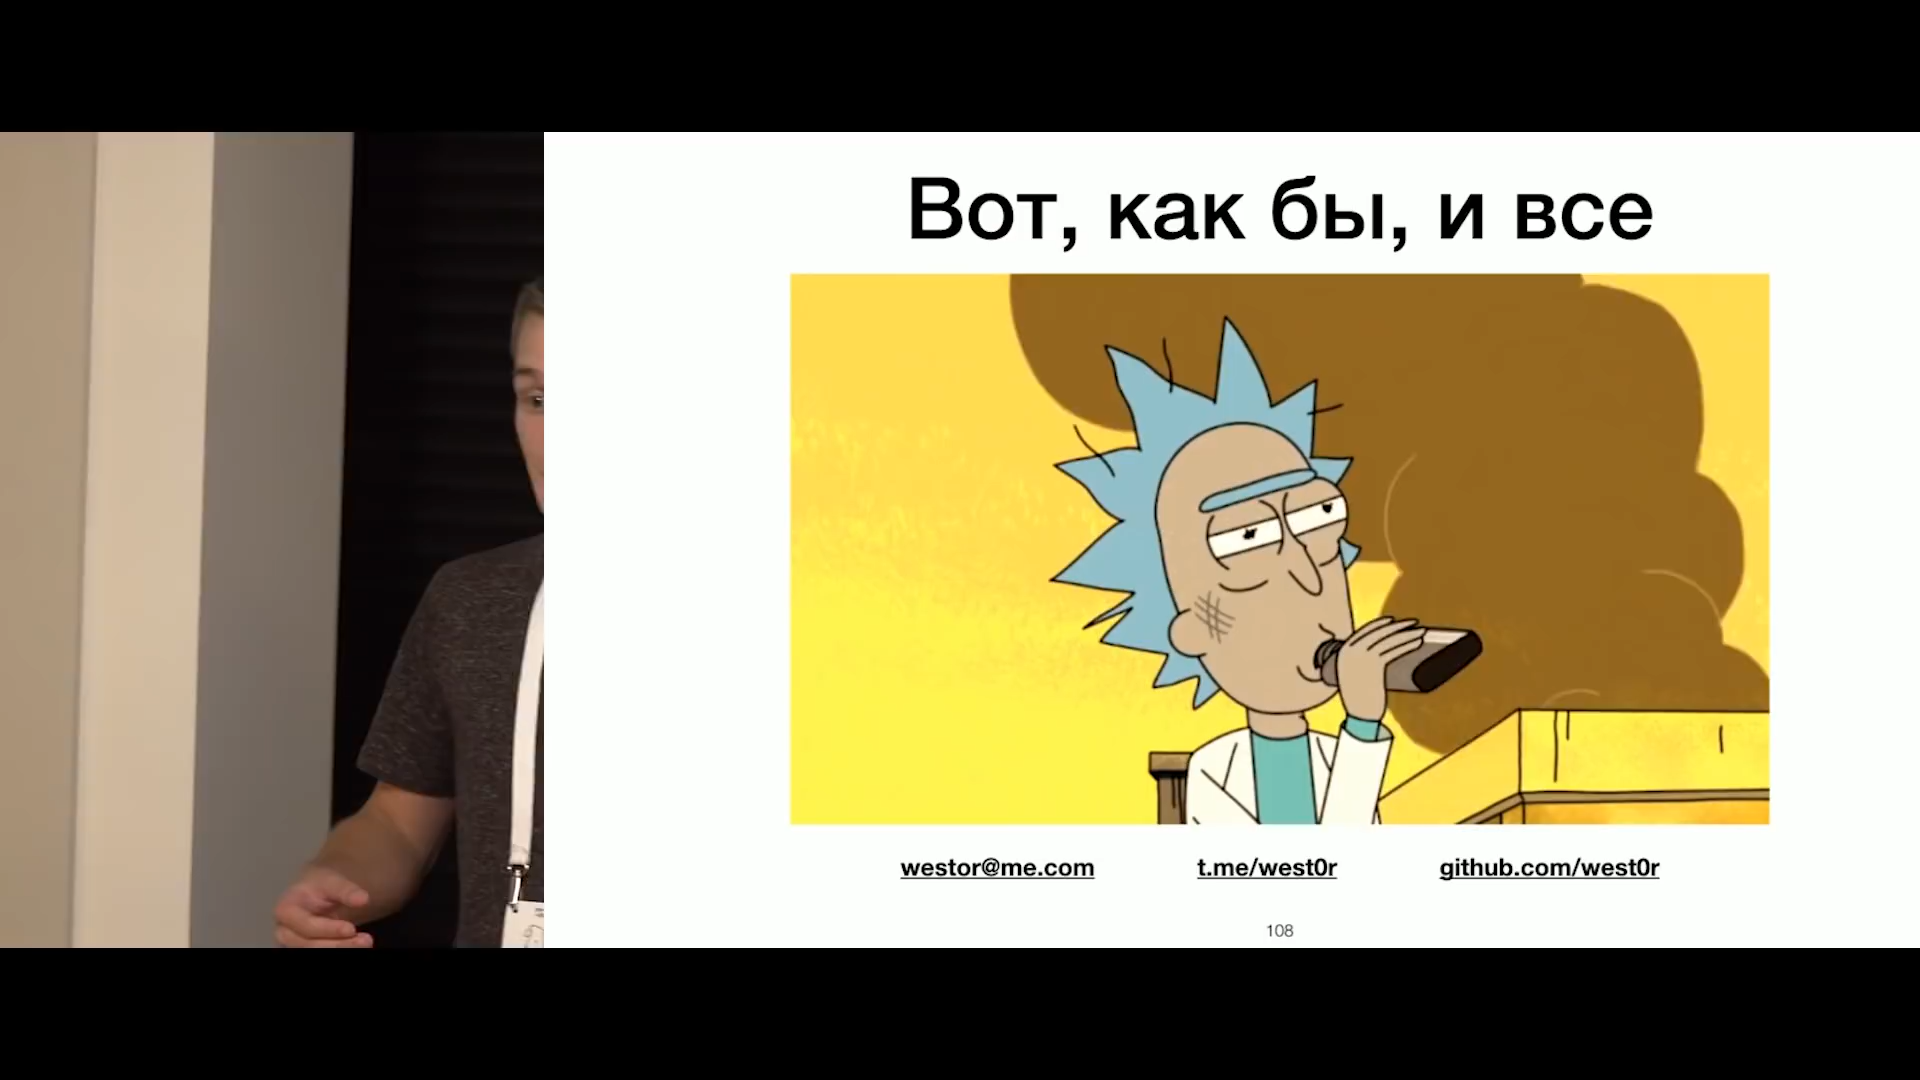 Вот, как бы, и все
westor@me.com
t.me/west0r
github.com/west0r
108